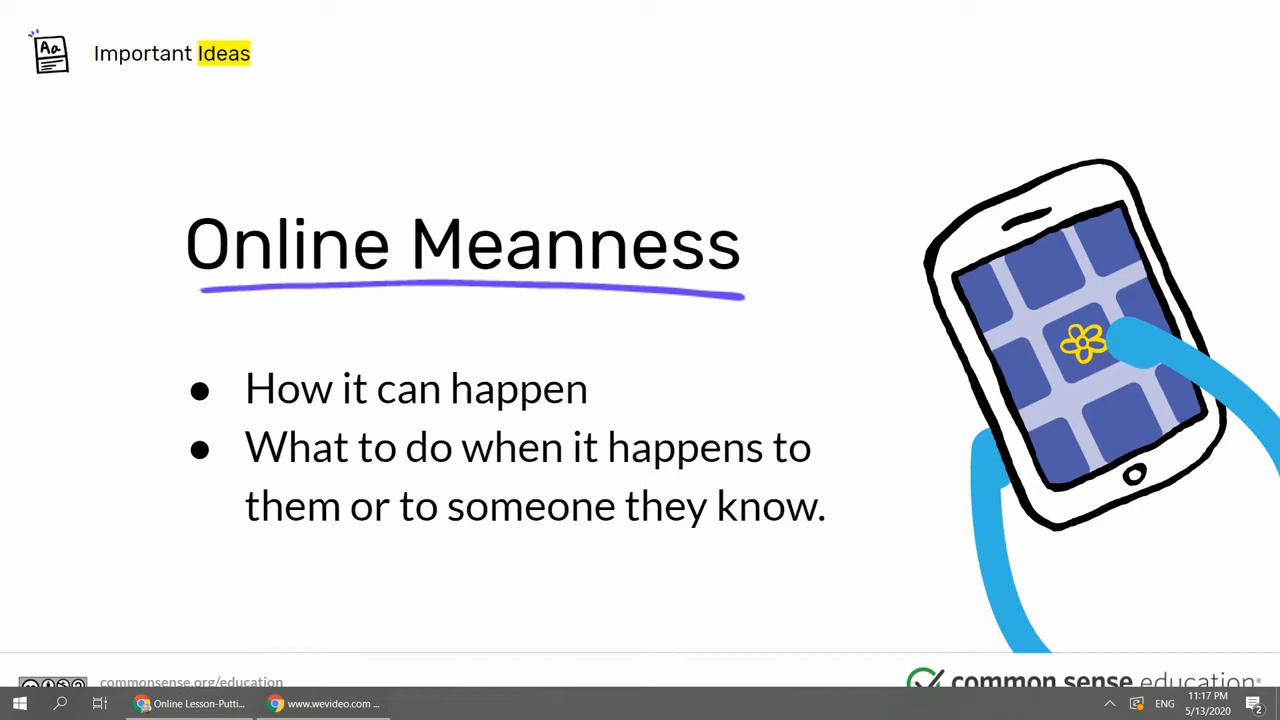 Aa
Important Ideas
Online Meanness
● How it can happen
● What to do when it happens to
them or to someone they know.
commonsense.org/education
common sense education®
Online Lesson-Putti...
www.wevideo.com ...
ENG
11:17 PM
5/13/2020
2